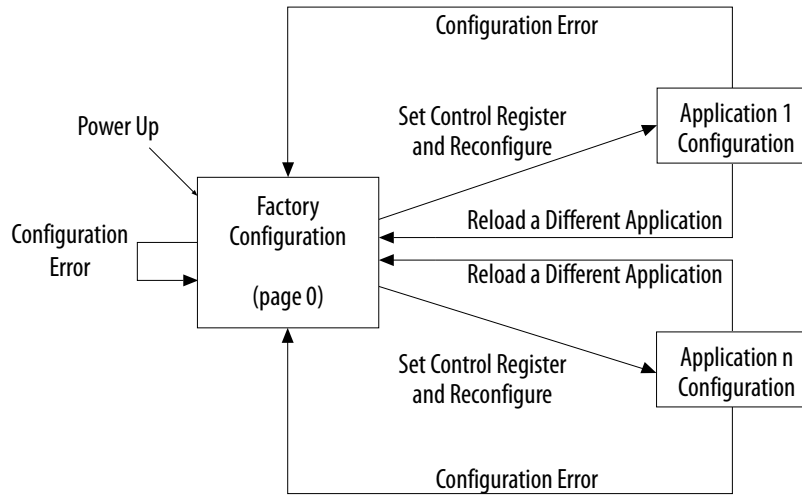 Configuration Error
Application 1
Configuration
Set Control Register
and Reconfigure
Power Up
Factory
Configuration
(page 0)
Configuration
Error
Reload a Different Application
Reload a Different Application
Application n
Configuration
Set Control Register
and Reconfigure
Configuration Error